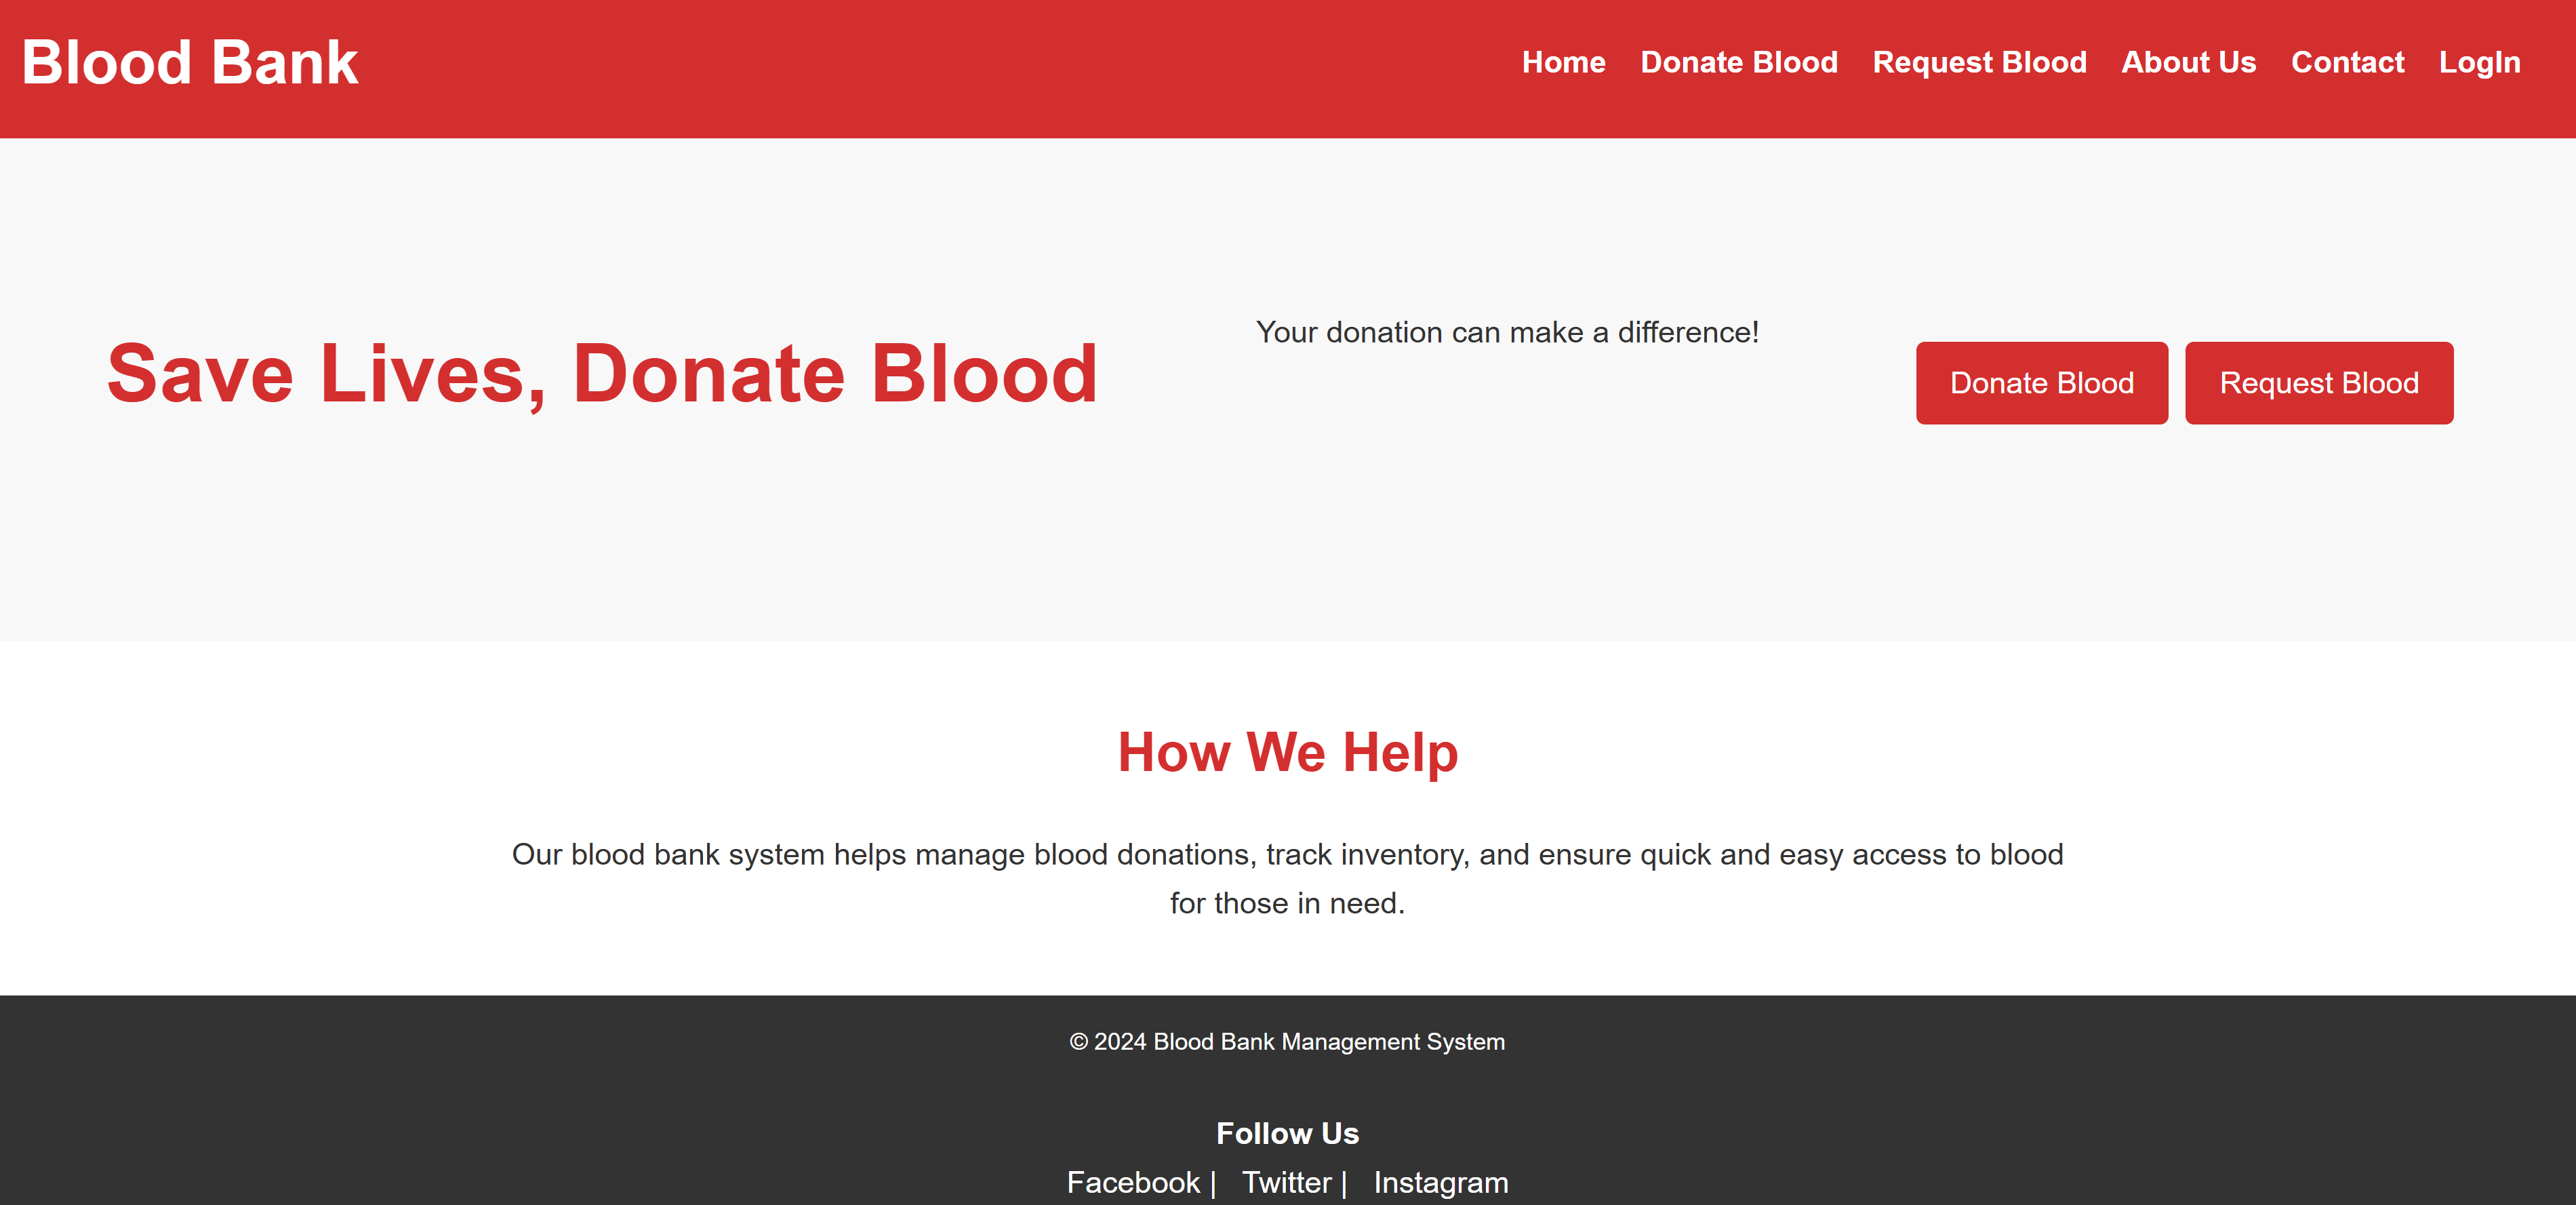 Blood Bank
Home Donate Blood Request Blood About Us Contact LogIn
Save Lives, Donate Blood
Your donation can make a difference!
Donate Blood Request Blood
How We Help
Our blood bank system helps manage blood donations, track inventory, and ensure quick and easy access to blood
for those in need.
© 2024 Blood Bank Management System
Follow Us
Facebook | Twitter | Instagram